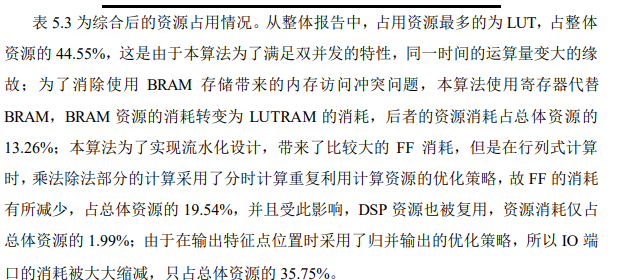 表 5.3 为综合后的资源占用情况。从整体报告中，占用资源最多的为 LUT，占整体
资源的 44.55%，这是由于本算法为了满足双并发的特性，同一时间的运算量变大的缘
故；为了消除使用 BRAM 存储带来的内存访问冲突问题，本算法使用寄存器代替
BRAM，BRAM 资源的消耗转变为 LUTRAM 的消耗，后者的资源消耗占总体资源的
13.26%；本算法为了实现流水化设计，带来了比较大的 FF 消耗，但是在行列式计算
时，乘法除法部分的计算采用了分时计算重复利用计算资源的优化策略，故 FF 的消耗
有所减少，占总体资源的 19.54%，并且受此影响，DSP 资源也被复用，资源消耗仅占
总体资源的 1.99%；由于在输出特征点位置时采用了归并输出的优化策略，所以 IO 端
口的消耗被大大缩减，只占总体资源的 35.75%。